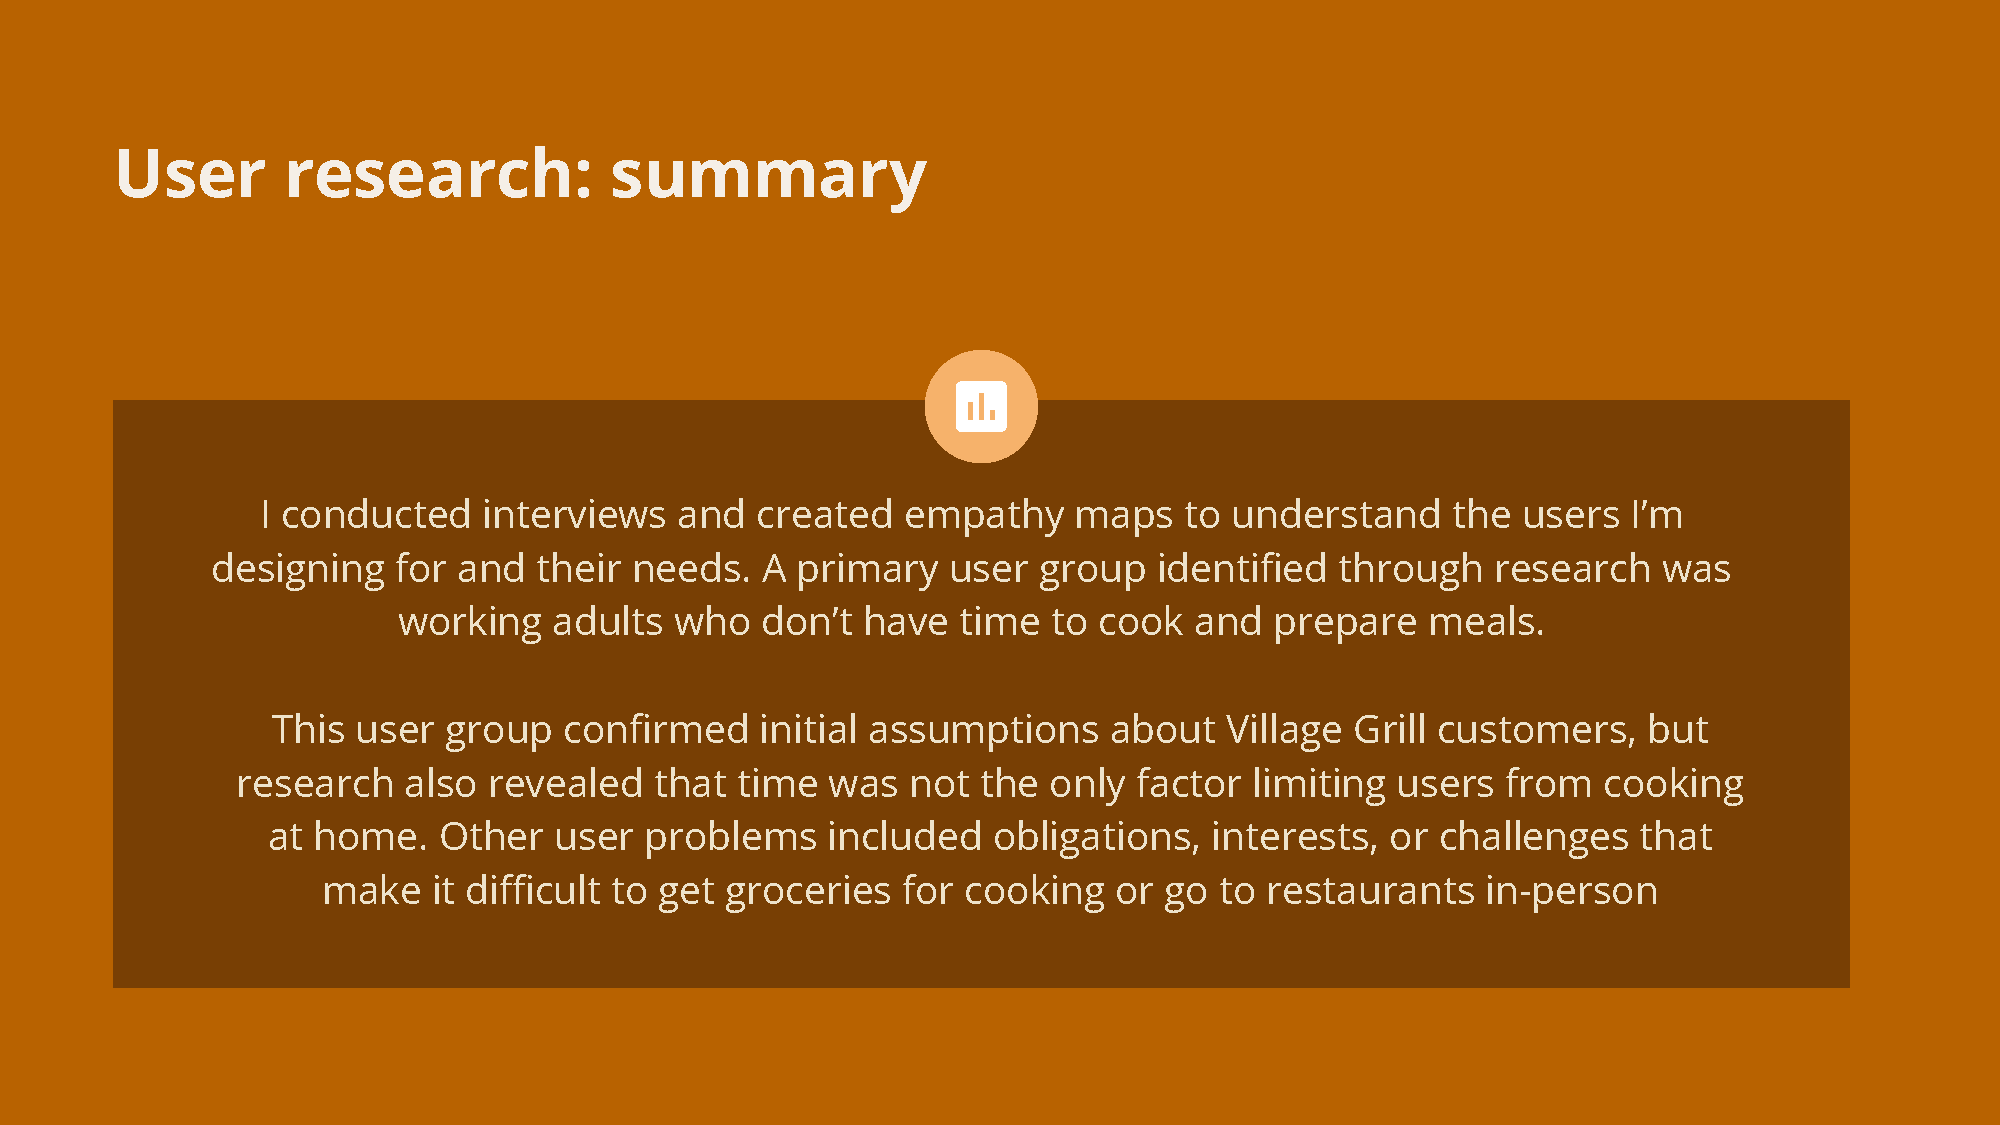 User research: summary
I conducted interviews and created empathy maps to understand the users I’m
designing for and their needs. A primary user group identified through research was
working adults who don’t have time to cook and prepare meals.
This user group confirmed initial assumptions about Village Grill customers, but
research also revealed that time was not the only factor limiting users from cooking
at home. Other user problems included obligations, interests, or challenges that
make it difficult to get groceries for cooking or go to restaurants in-person